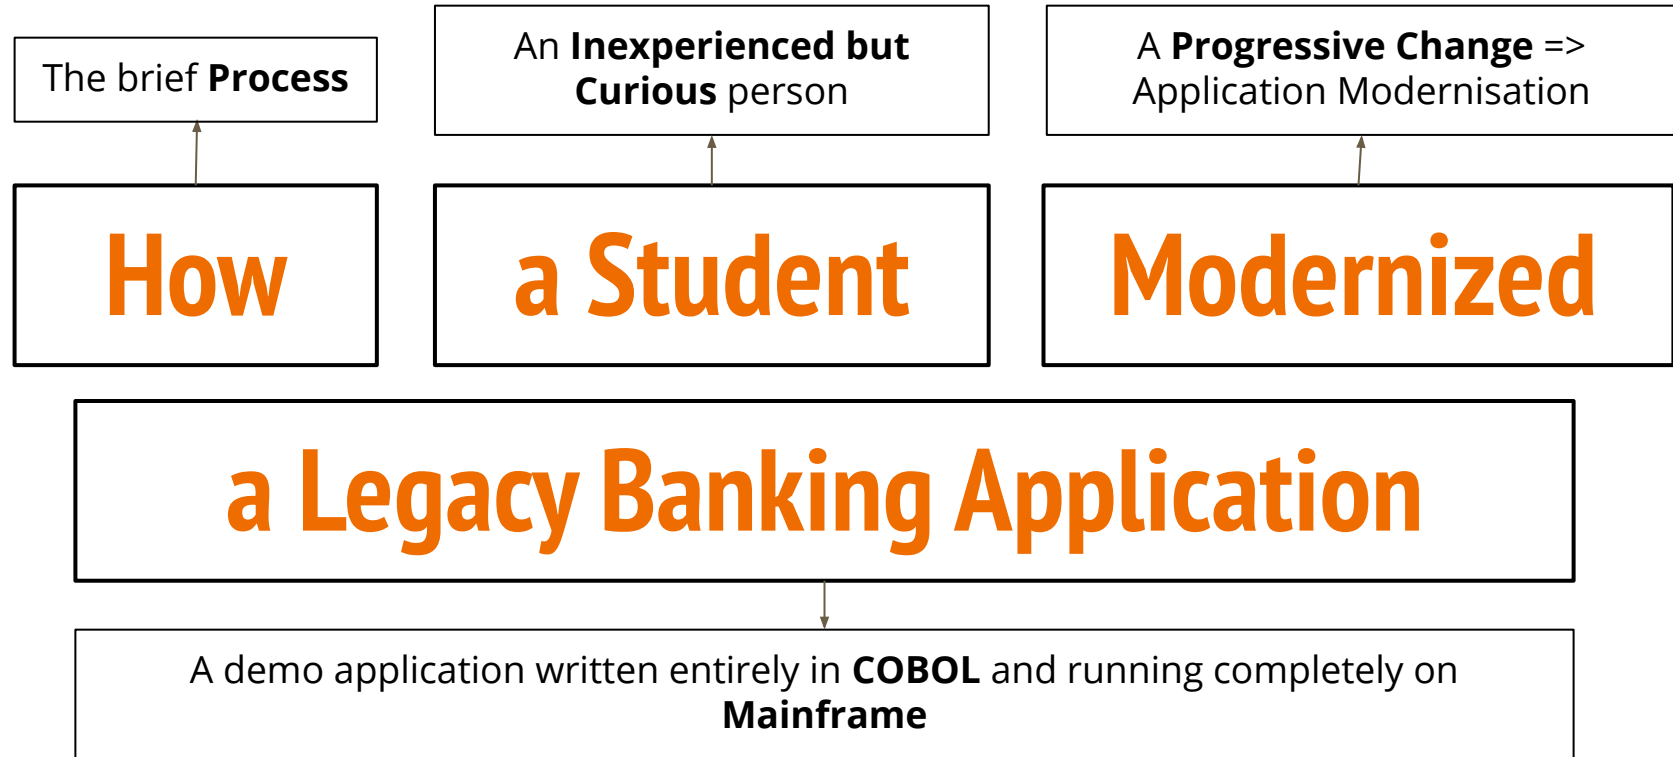 The brief Process
An Inexperienced but
Curious person
A Progressive Change =>
Application Modernisation
How
a Student
Modernized
a Legacy Banking Application
A demo application written entirely in COBOL and running completely on
Mainframe